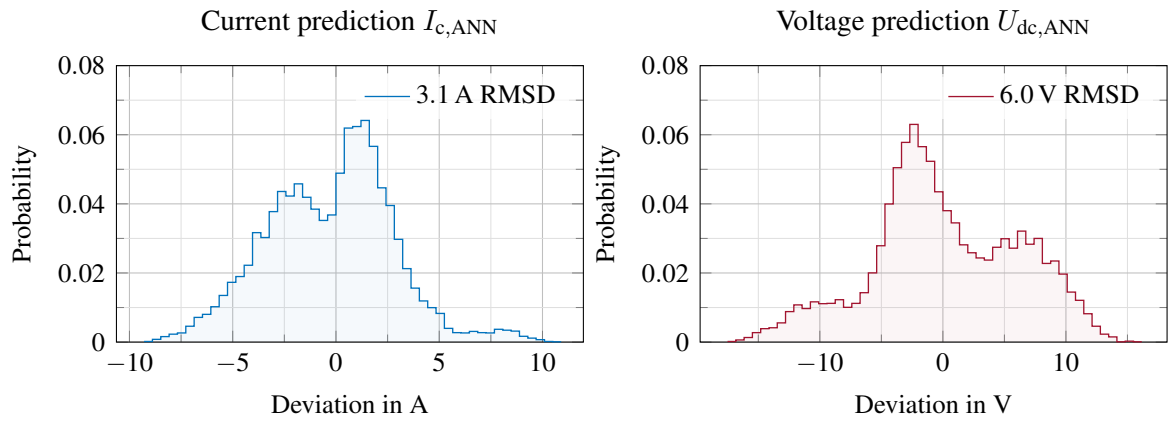 Current prediction I_c,ANN
0.08
0.06
0.04
0.02
0
Probability
3.1 A RMSD
−10
−5
0
5
10
Deviation in A
Voltage prediction U_dc,ANN
0.08
0.06
0.04
0.02
0
Probability
6.0 V RMSD
−10
0
10
Deviation in V